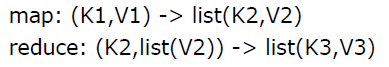 map: (K1,V1) -> list(K2,V2)
reduce: (K2,list(V2)) -> list(K3,V3)